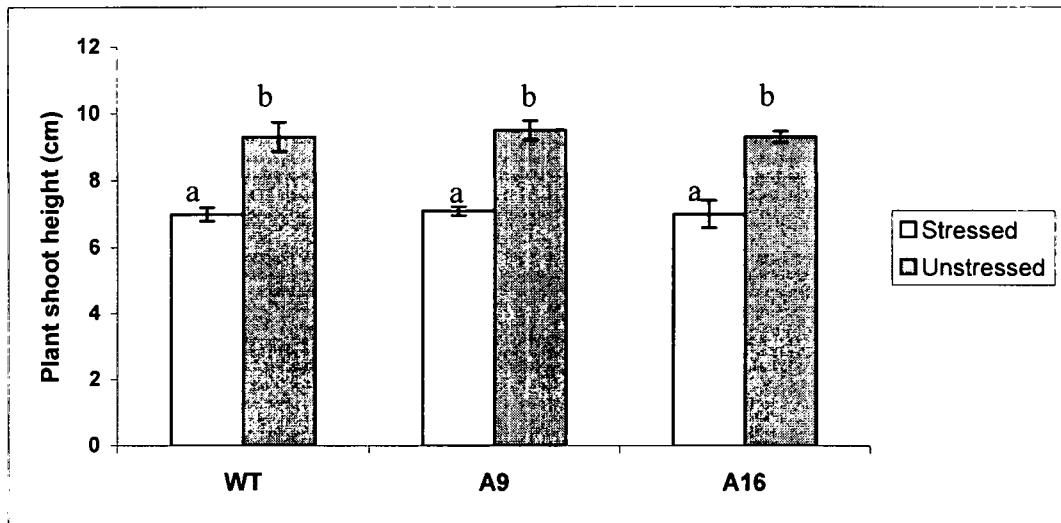 Plant shoot height (cm)
12
10
8
6
4
2
0
a
b
a
b
a
b
WT
A9
A16
Stressed
Unstressed